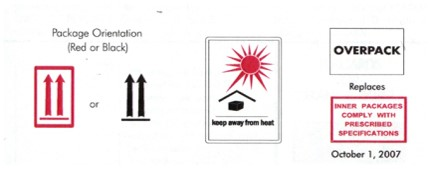 Package Orientation
(Red or Black)
or
keep away from heat
OVERPACK
Replaces
INNER PACKAGES
COMPLY WITH
PRESCRIBED
SPECIFICATIONS
October 1, 2007